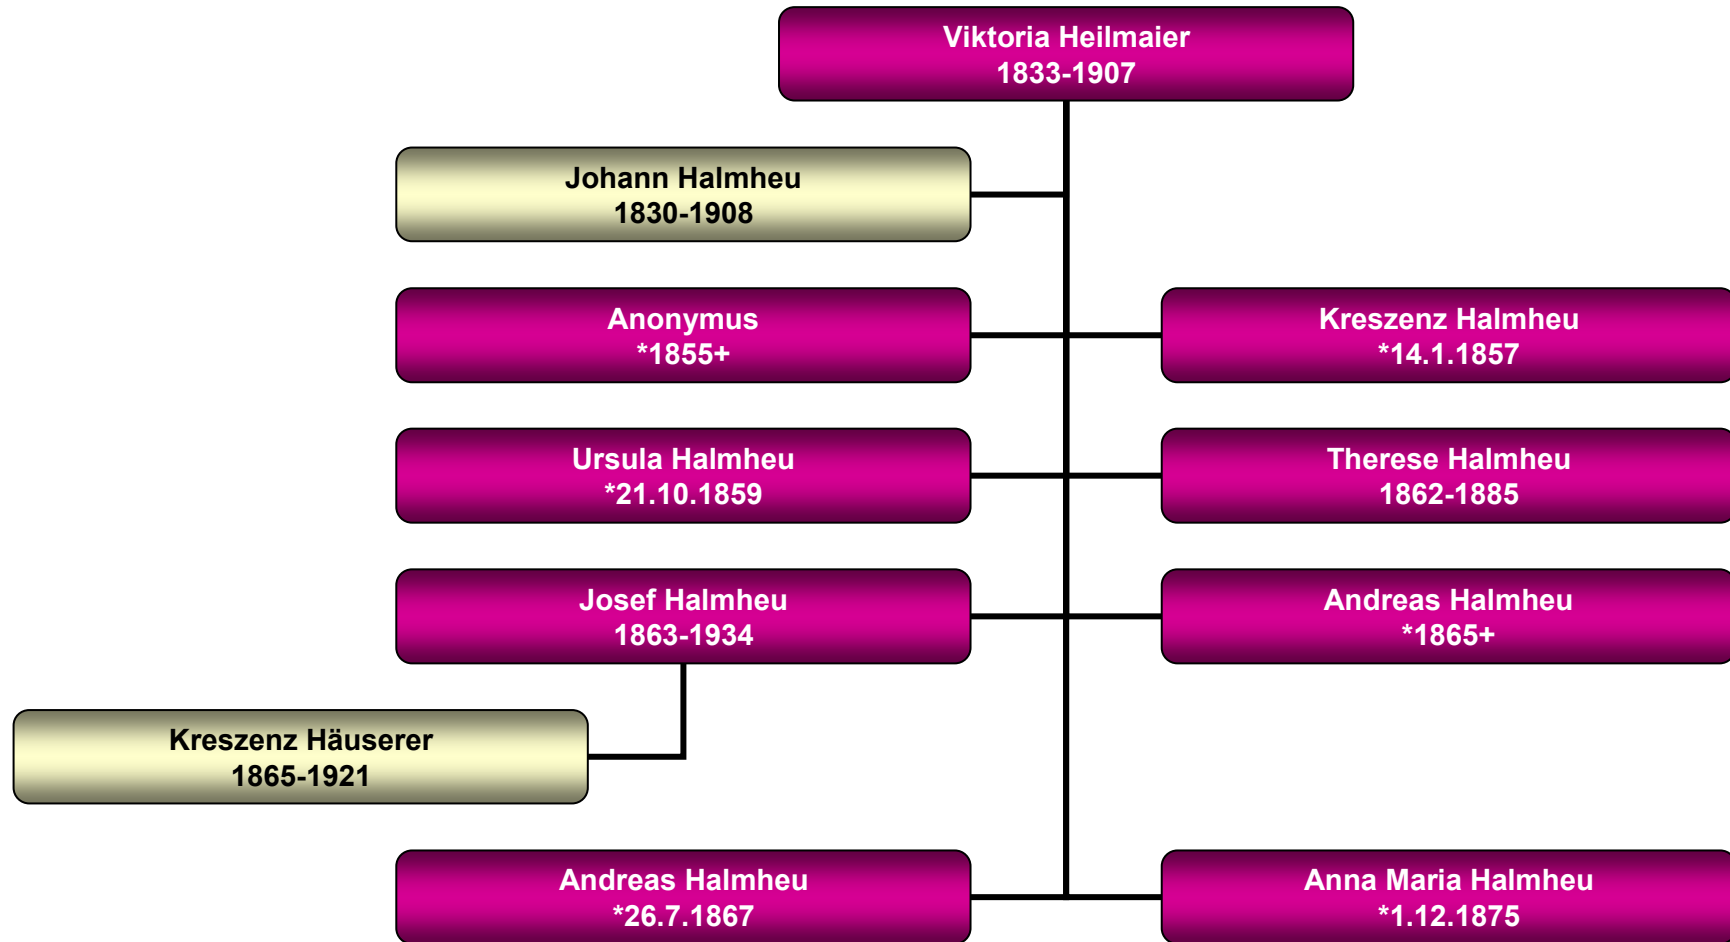 Viktoria Heilmaier
1833-1907
Johann Halmheu
1830-1908
Anonymus
*1855+
Kreszenz Halmheu
*14.1.1857
Ursula Halmheu
*21.10.1859
Therese Halmheu
1862-1885
Josef Halmheu
1863-1934
Andreas Halmheu
*1865+
Kreszenz Häuserer
1865-1921
Andreas Halmheu
*26.7.1867
Anna Maria Halmheu
*1.12.1875